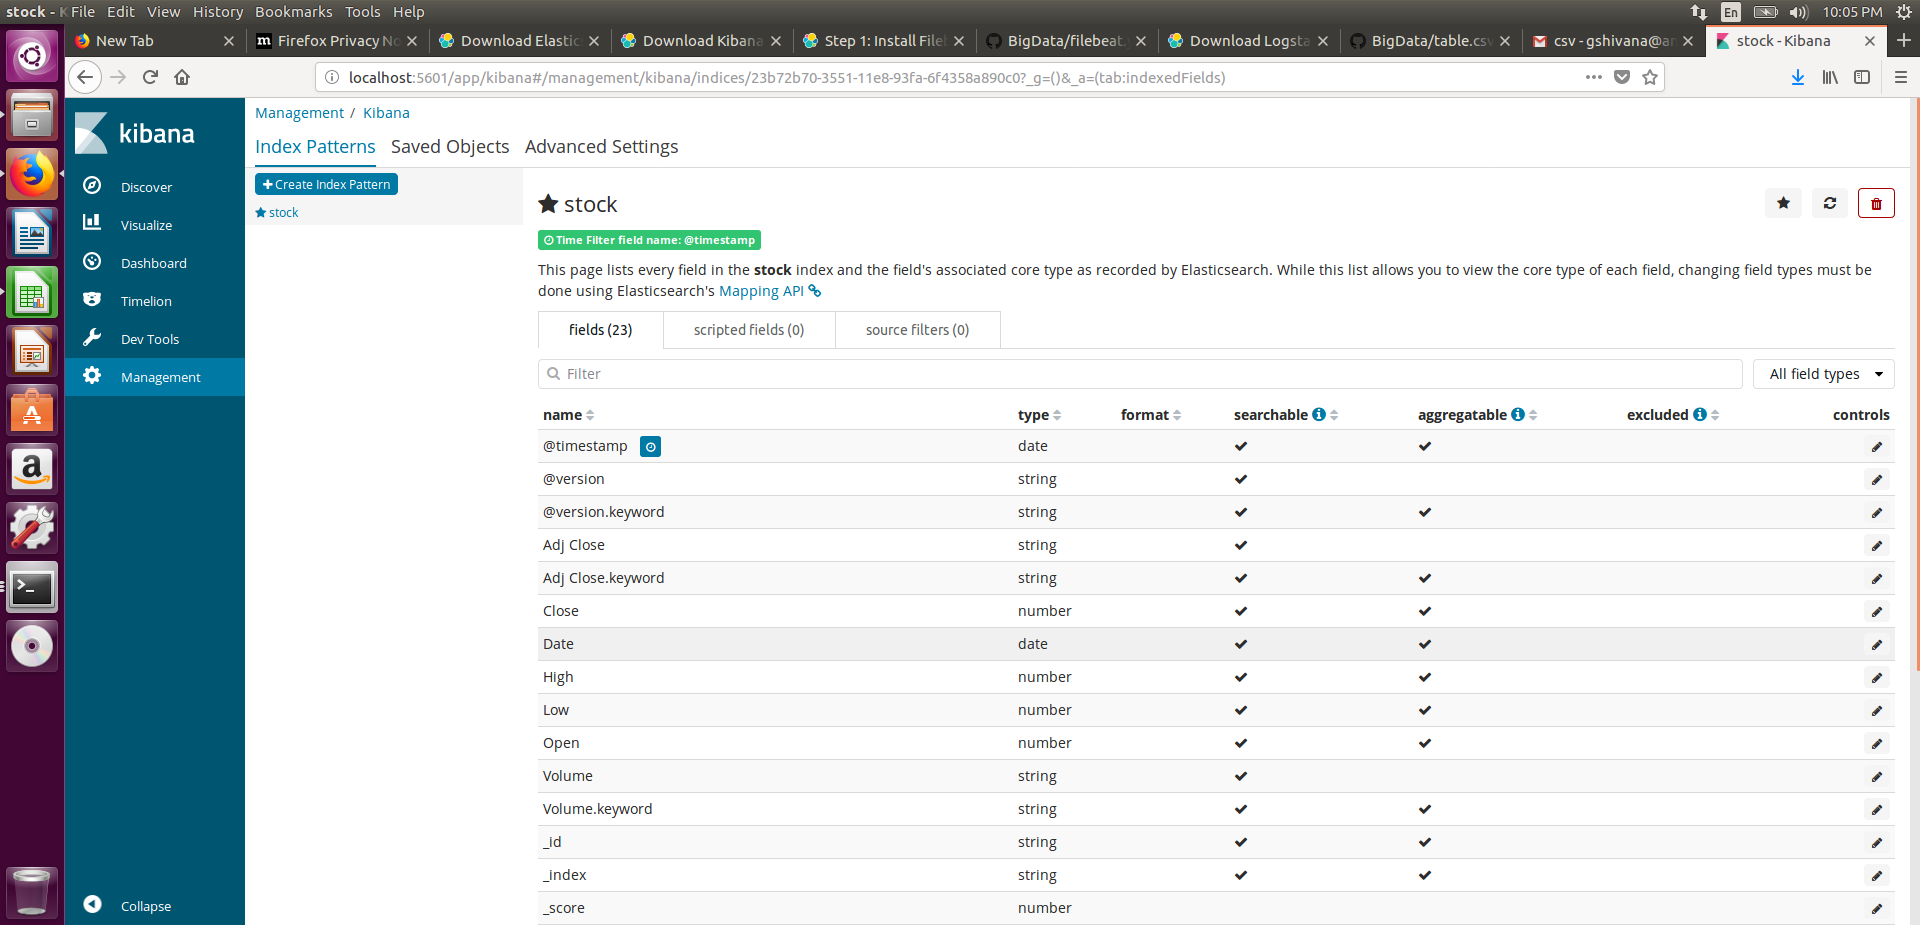 stock - K File Edit View History Bookmarks Tools Help En 10:05 PM
New Tab Firefox Privacy No Download Elastic Download Kibana Step 1: Install File BigData/filebeat. Download Logsta BigData/table.csv csv - gshivana@an stock - Kibana
localhost:5601/app/kibana#/management/kibana/indices/23b72b70-3551-11e8-93fa-6f4358a890c0?_g=()&_a=(tab:indexedFields)
kibana
Discover
Visualize
Dashboard
Timelion
Dev Tools
Management
Collapse
Management / Kibana
Index Patterns Saved Objects Advanced Settings
Create Index Pattern
stock
stock
Time Filter field name: @timestamp
This page lists every field in the stock index and the field's associated core type as recorded by Elasticsearch. While this list allows you to view the core type of each field, changing field types must be
done using Elasticsearch's Mapping API
fields (23) scripted fields (0) source filters (0)
Filter All field types
name type format searchable aggregatable excluded controls
@timestamp date
@version string
@version.keyword string
Adj Close string
Adj Close.keyword string
Close number
Date date
High number
Low number
Open number
Volume string
Volume.keyword string
_id string
_index string
_score number